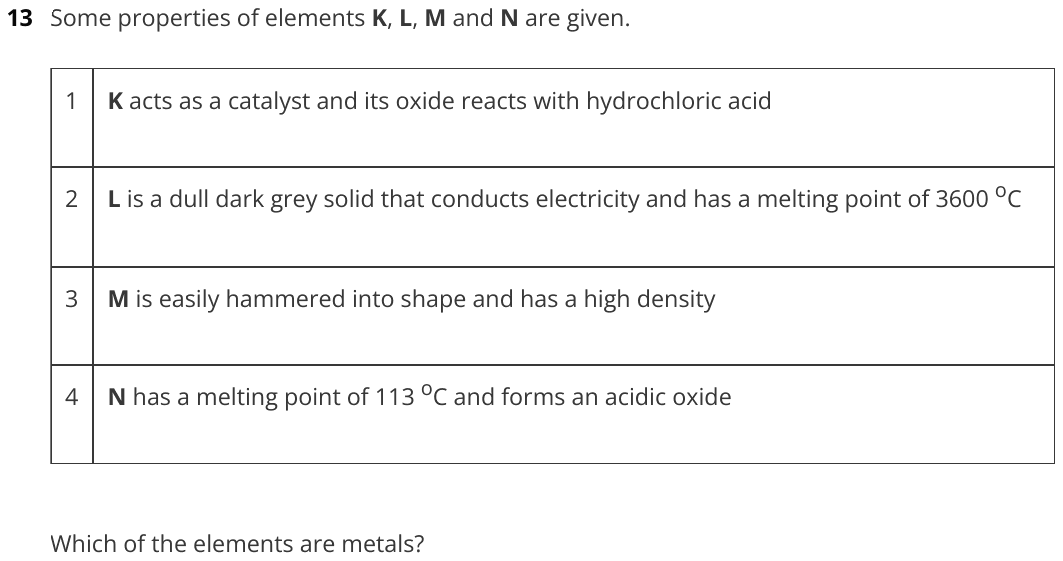 13 Some properties of elements K, L, M and N are given.
1 K acts as a catalyst and its oxide reacts with hydrochloric acid
2 L is a dull dark grey solid that conducts electricity and has a melting point of 3600 ºC
3 M is easily hammered into shape and has a high density
4 N has a melting point of 113 ºC and forms an acidic oxide
Which of the elements are metals?